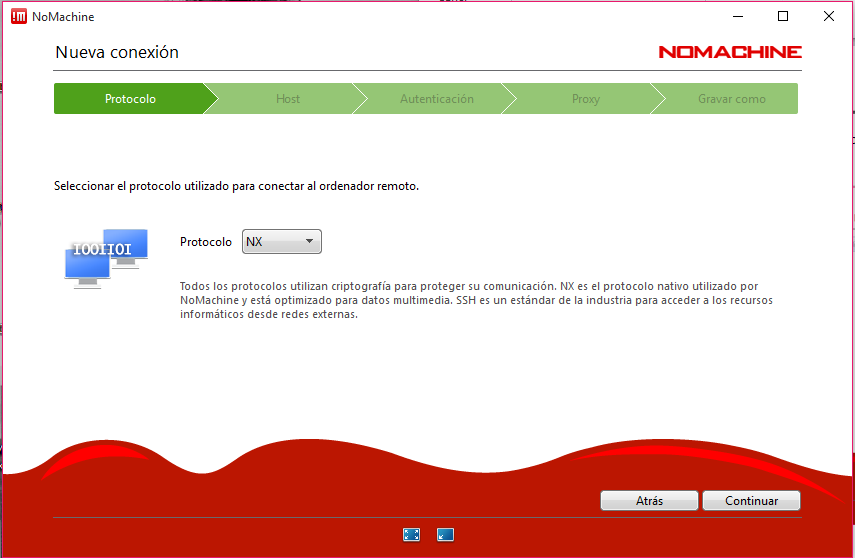 !m NoMachine
Nueva conexión
NOMACHINE
Protocolo
Host
Autenticación
Proxy
Gravar como
Seleccionar el protocolo utilizado para conectar al ordenador remoto.
1001101
Protocolo
NX
Todos los protocolos utilizan criptografía para proteger su comunicación. NX es el protocolo nativo utilizado por
NoMachine y está optimizado para datos multimedia. SSH es un estándar de la industria para acceder a los recursos
informáticos desde redes externas.
Atrás
Continuar